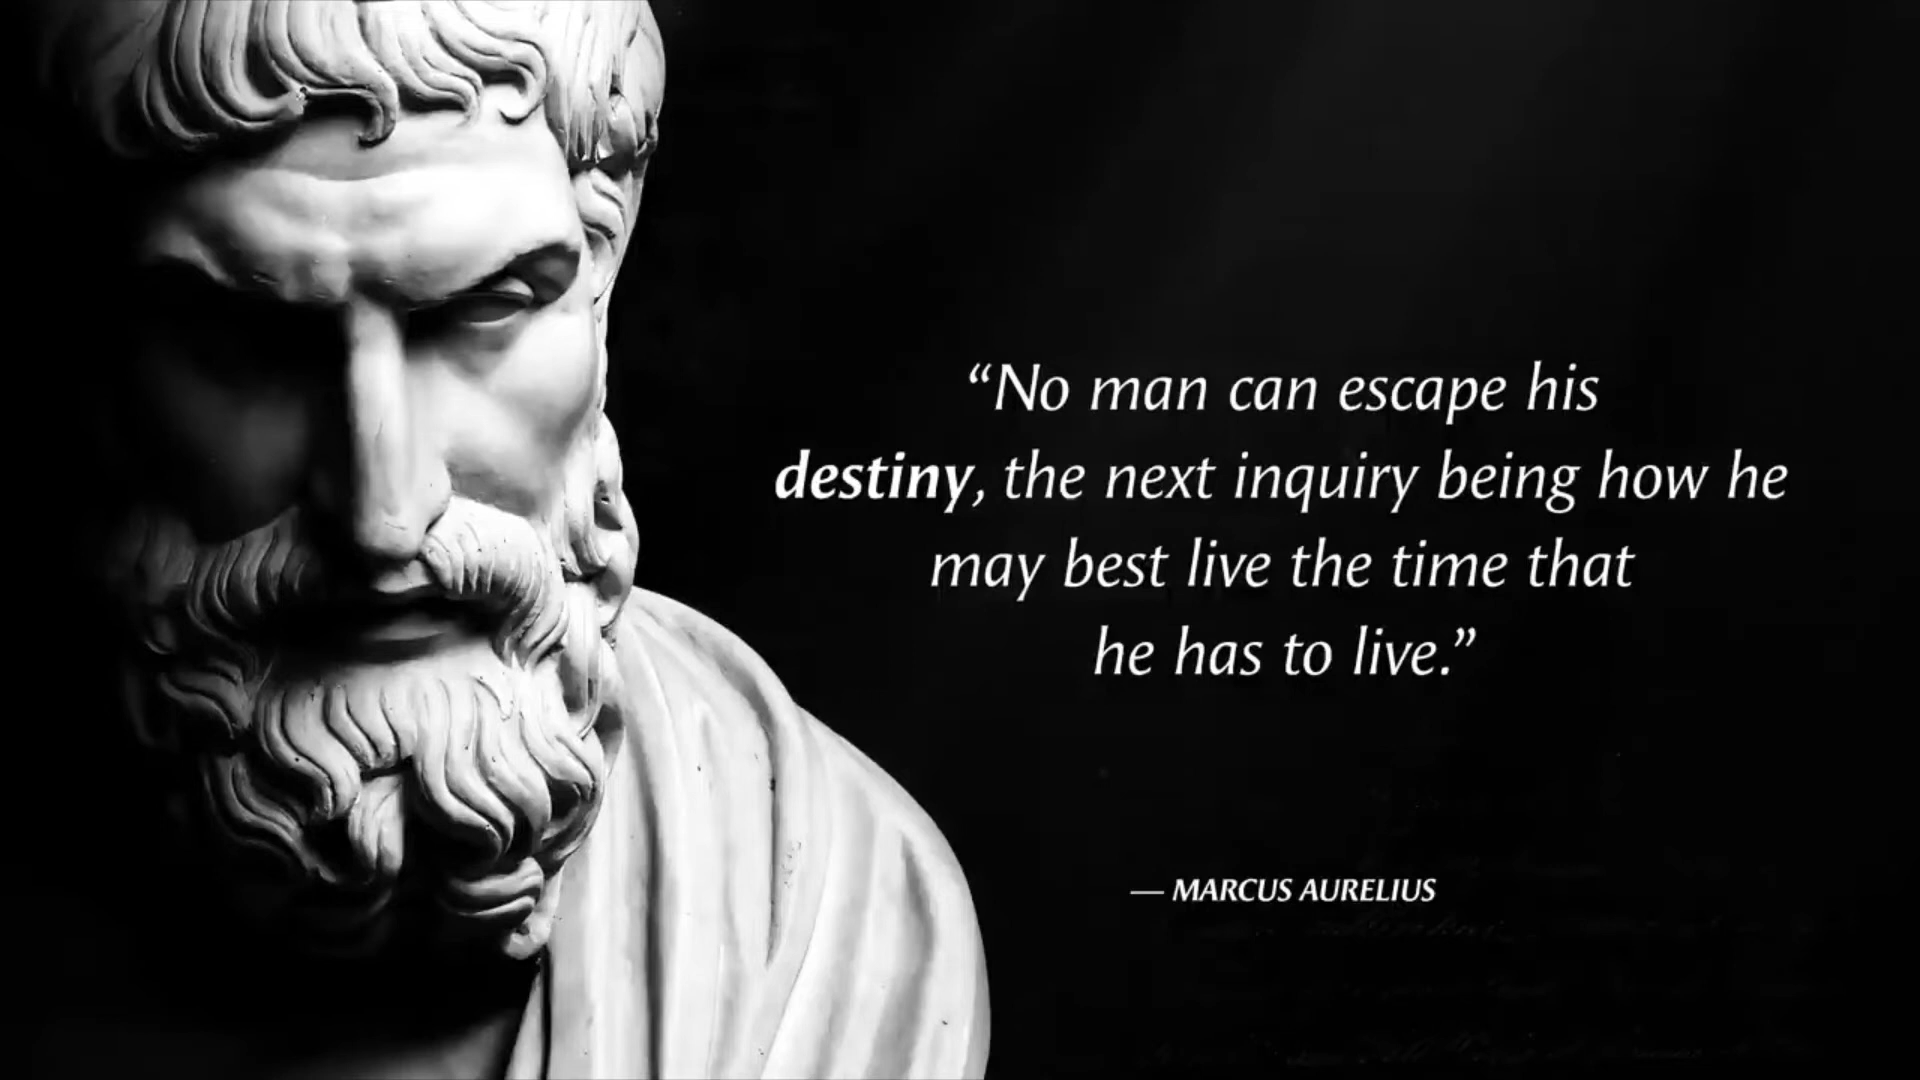 “No man can escape his
destiny, the next inquiry being how he
may best live the time that
he has to live.”
— MARCUS AURELIUS